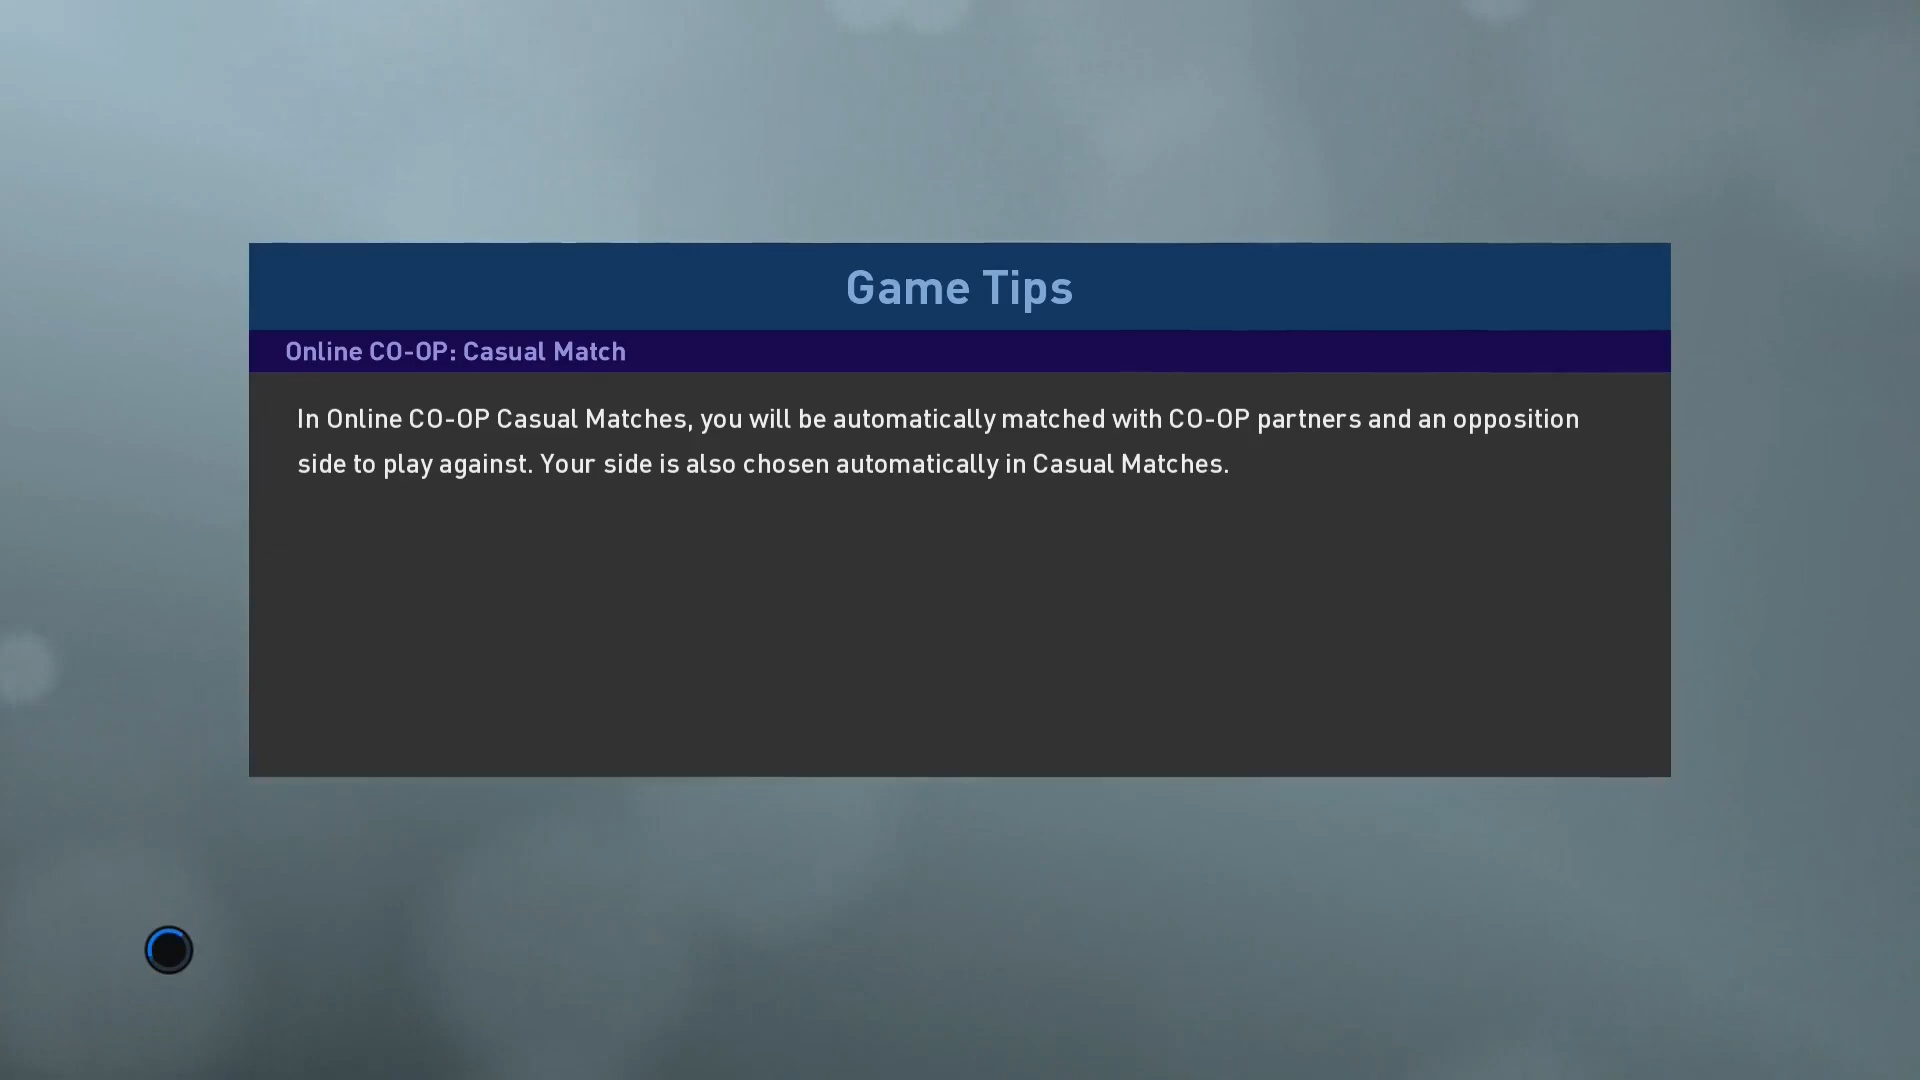 Game Tips
Online CO-OP: Casual Match
In Online CO-OP Casual Matches, you will be automatically matched with CO-OP partners and an opposition
side to play against. Your side is also chosen automatically in Casual Matches.